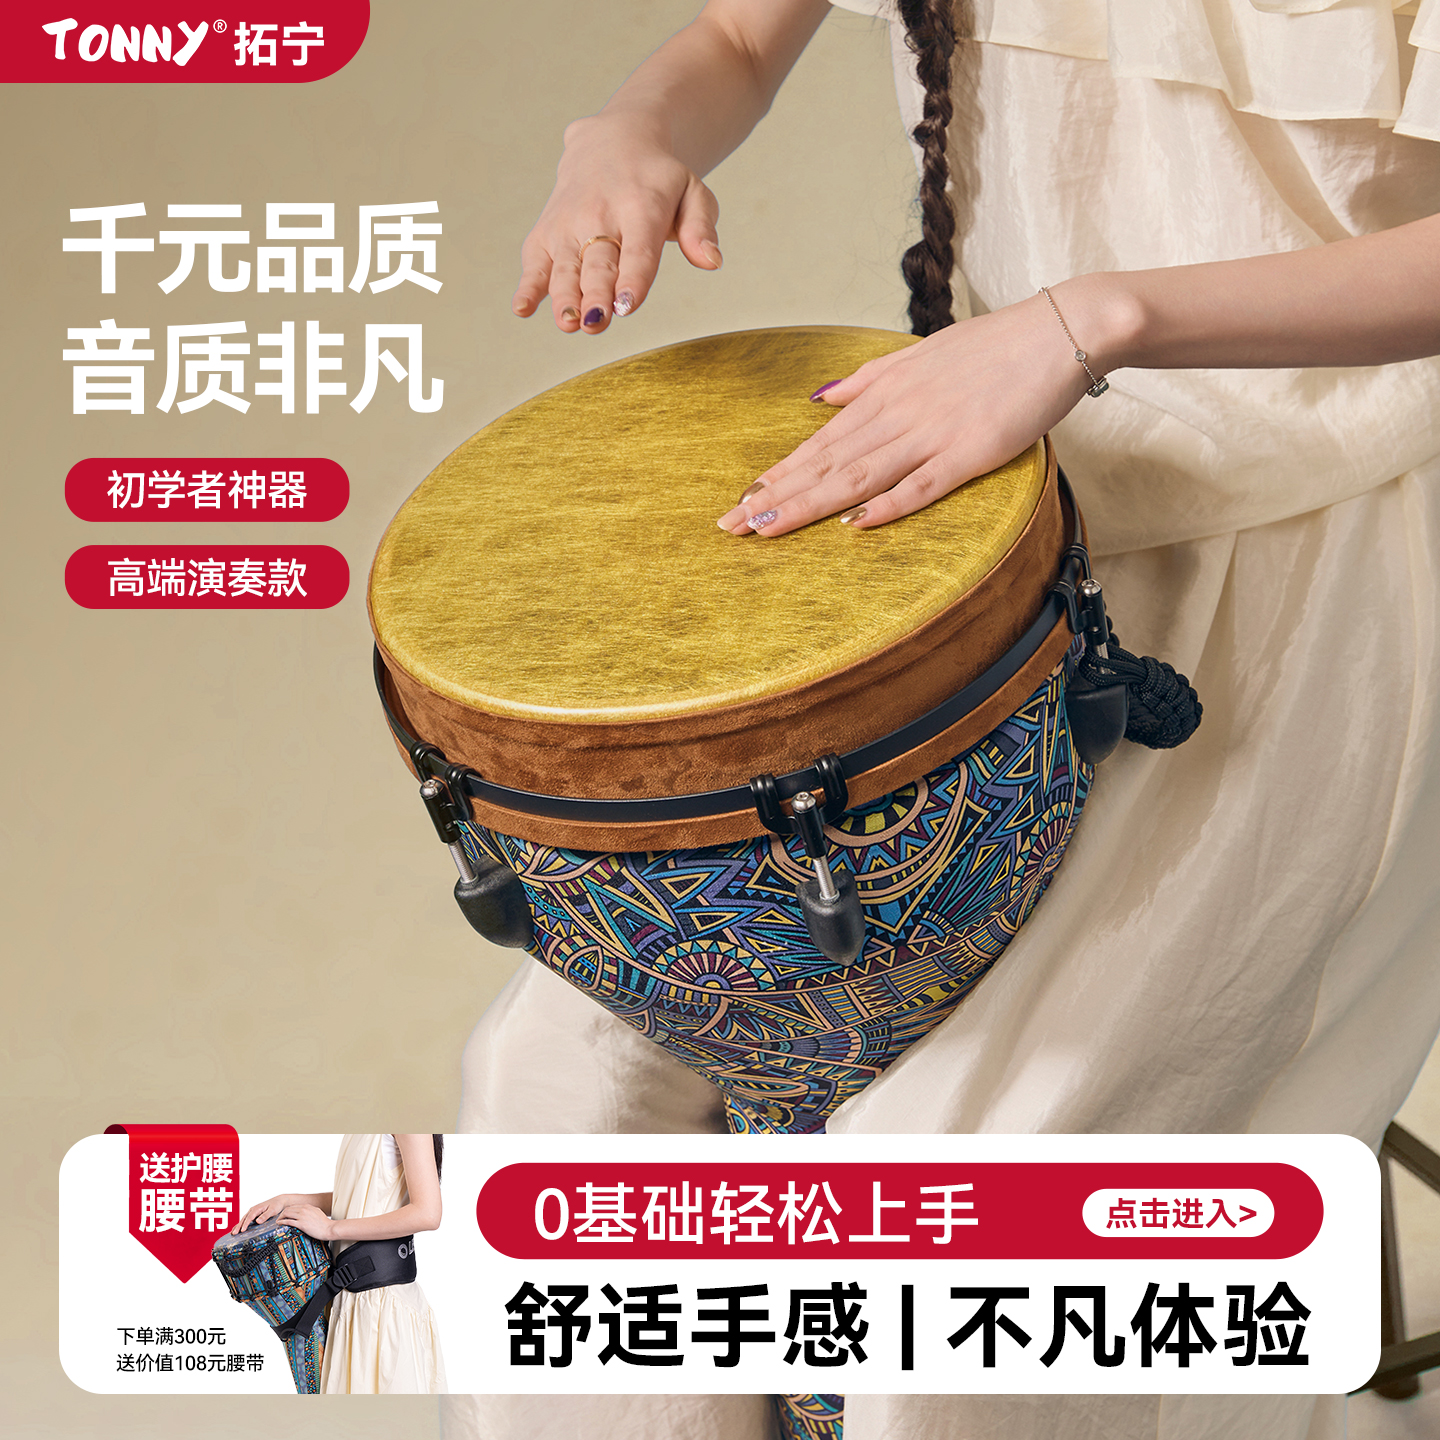 TONNY® 拓宁
千元品质
音质非凡
初学者神器
高端演奏款
送护腰
腰带
下单满300元
送价值108元腰带
0基础轻松上手
点击进入>
舒适手感 | 不凡体验